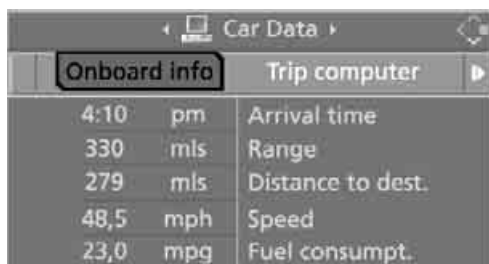 Car Data
Onboard info Trip computer
4:10 pm Arrival time
330 mls Range
279 mls Distance to dest.
48,5 mph Speed
23,0 mpg Fuel consumpt.